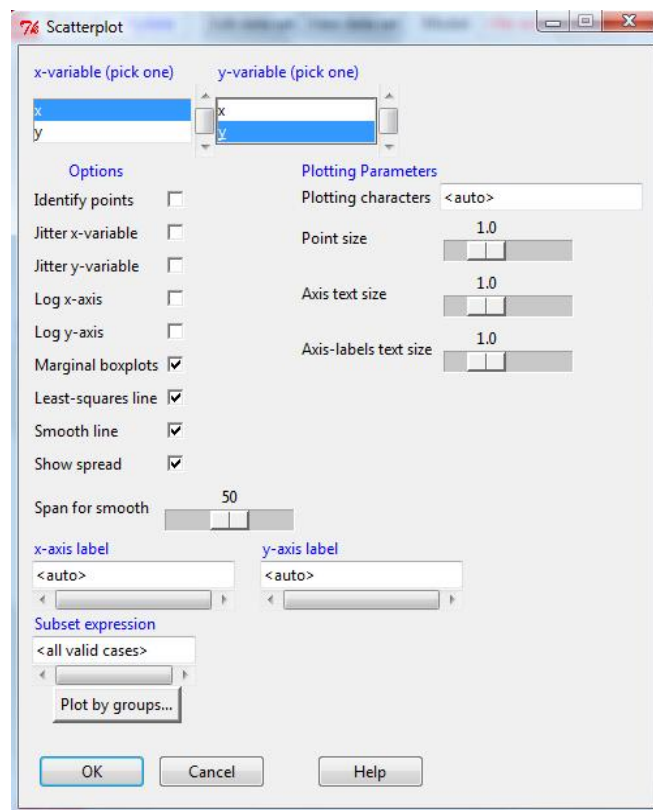 Scatterplot
x-variable (pick one) y-variable (pick one)
x x
y y
Options Plotting Parameters
Identify points Plotting characters <auto>
Jitter x-variable Point size 1.0
Jitter y-variable
Log x-axis Axis text size 1.0
Log y-axis
Marginal boxplots Axis-labels text size 1.0
Least-squares line
Smooth line
Show spread
Span for smooth 50
x-axis label y-axis label
<auto> <auto>
Subset expression
<all valid cases>
Plot by groups...
OK Cancel Help